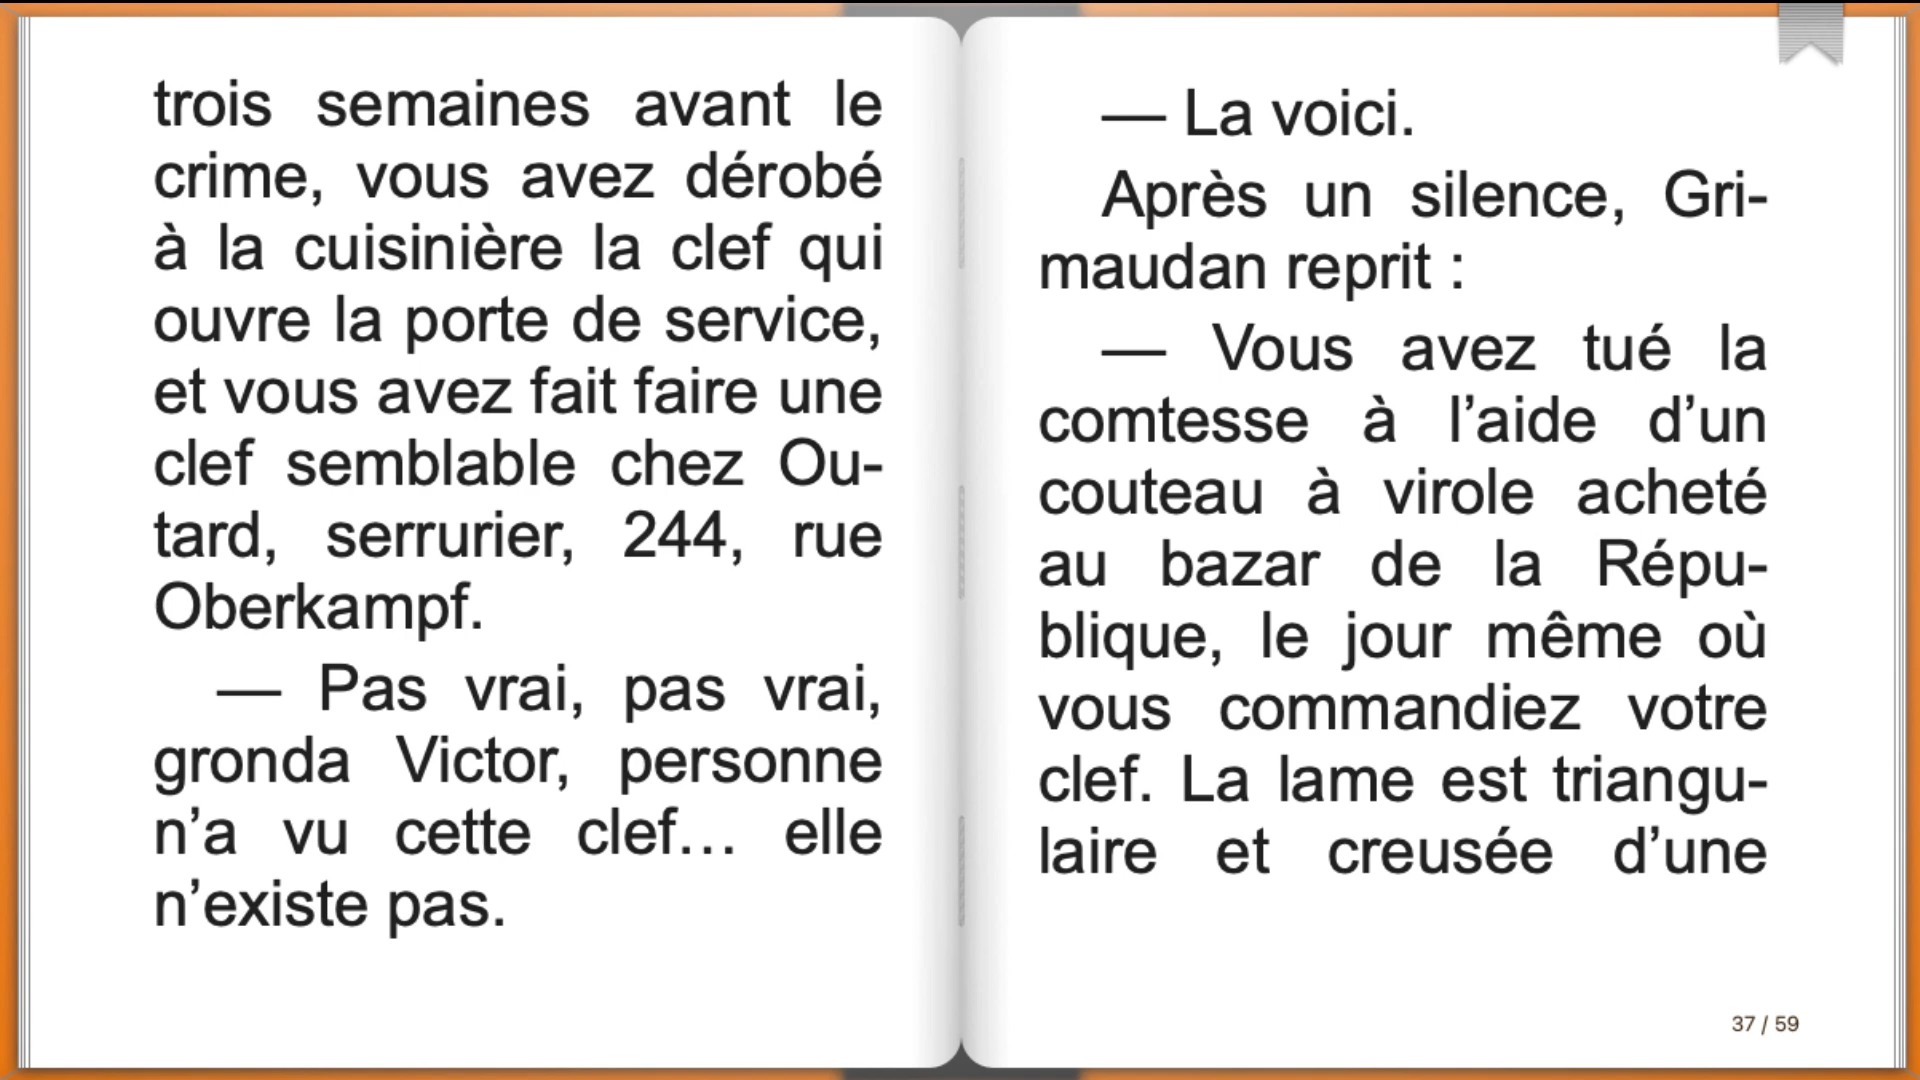 trois semaines avant le
crime, vous avez dérobé
à la cuisinière la clef qui
ouvre la porte de service,
et vous avez fait faire une
clef semblable chez Ou-
tard, serrurier, 244, rue
Oberkampf.
— Pas vrai, pas vrai,
gronda Victor, personne
n’a vu cette clef… elle
n’existe pas.
— La voici.
Après un silence, Gri-
maudan reprit :
— Vous avez tué la
comtesse à l’aide d’un
couteau à virole acheté
au bazar de la Répu-
blique, le jour même où
vous commandiez votre
clef. La lame est triangu-
laire et creusée d’une
37 / 59